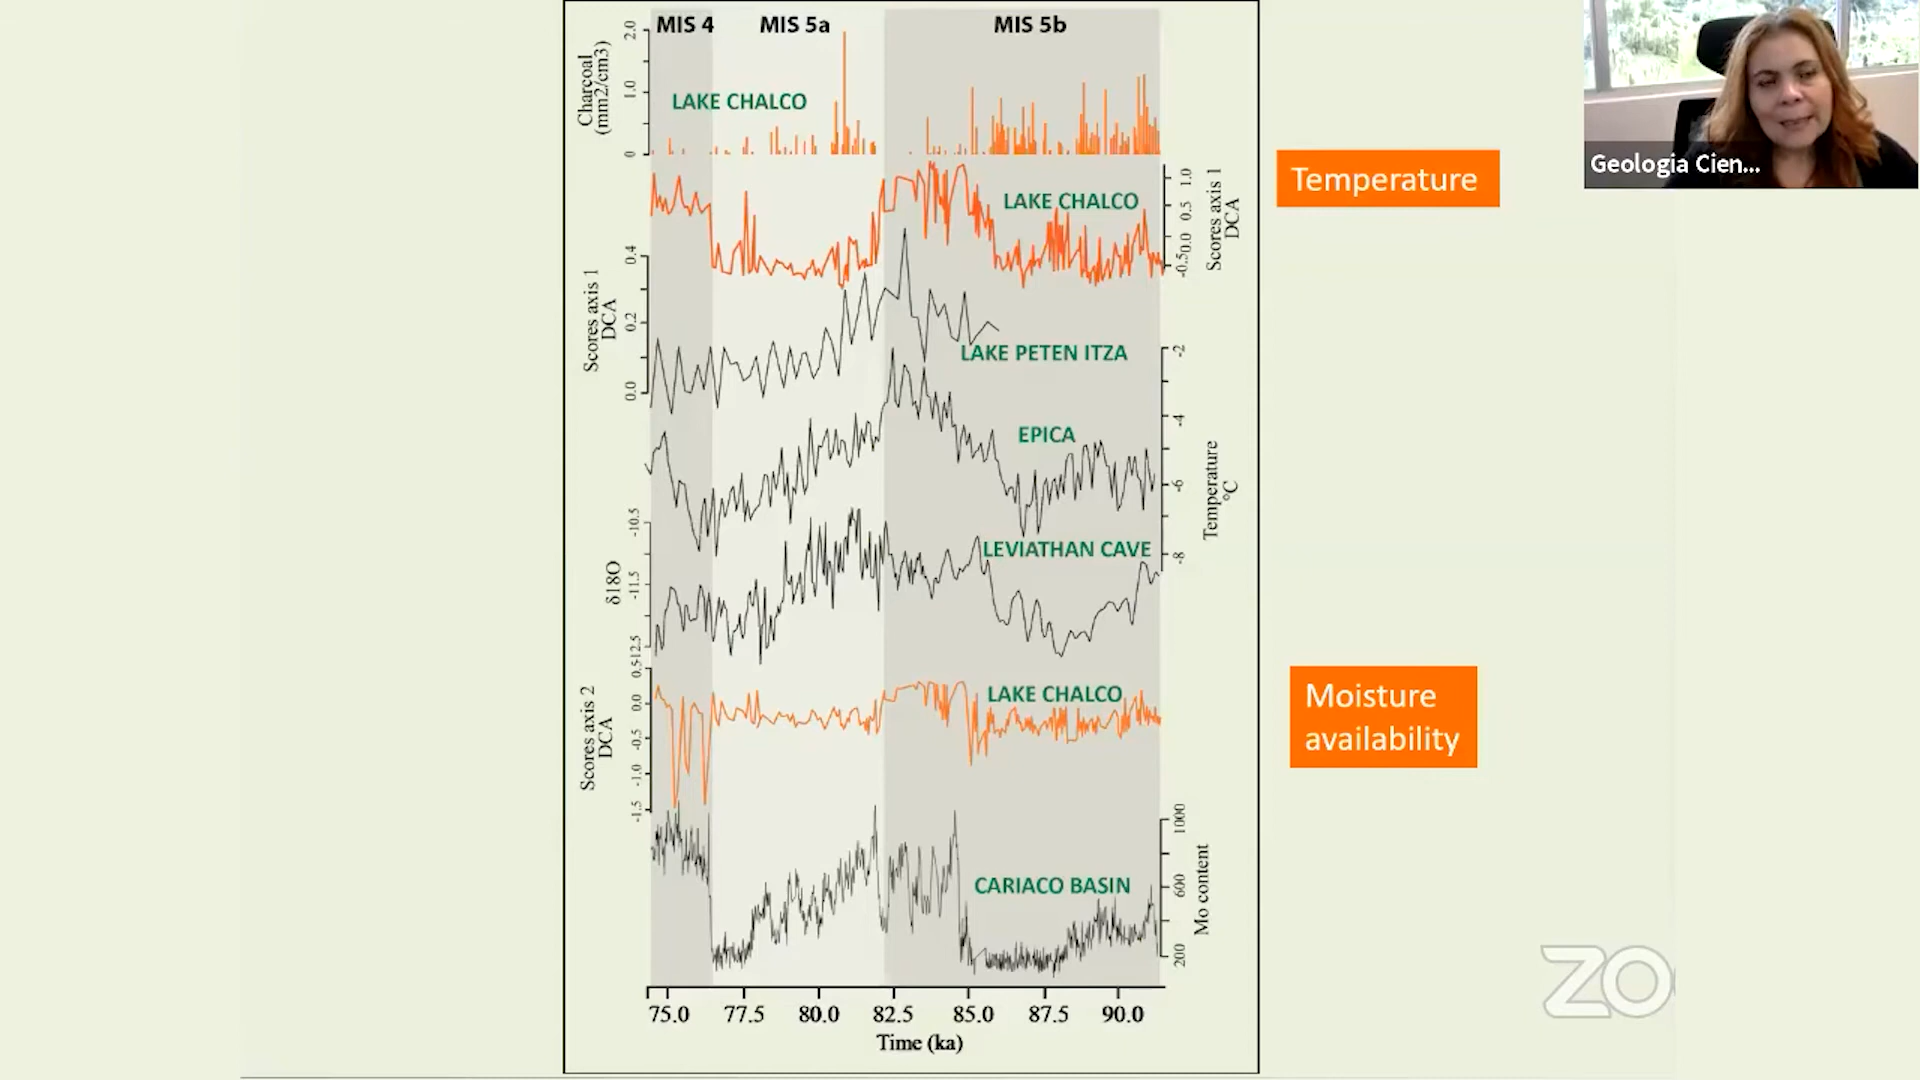 MIS 4
MIS 5a
MIS 5b
Charcoal
(mm2/cm3)
2.0
1.0
0
LAKE CHALCO
Temperature
Geologia Cien...
LAKE CHALCO
1.0
0.5
0.0
-0.5
Scores axis 1
DCA
Scores axis 1
DCA
0.4
0.2
0.0
LAKE PETEN ITZA
-2
-4
-6
-8
EPICA
Temperature
°C
-10.5
-11.5
-12.5
δ18O
LEVIATHAN CAVE
Scores axis 2
DCA
0.5
0.0
-0.5
-1.0
-1.5
LAKE CHALCO
Moisture
availability
1000
600
200
Mo content
CARIACO BASIN
75.0 77.5 80.0 82.5 85.0 87.5 90.0
Time (ka)
ZO